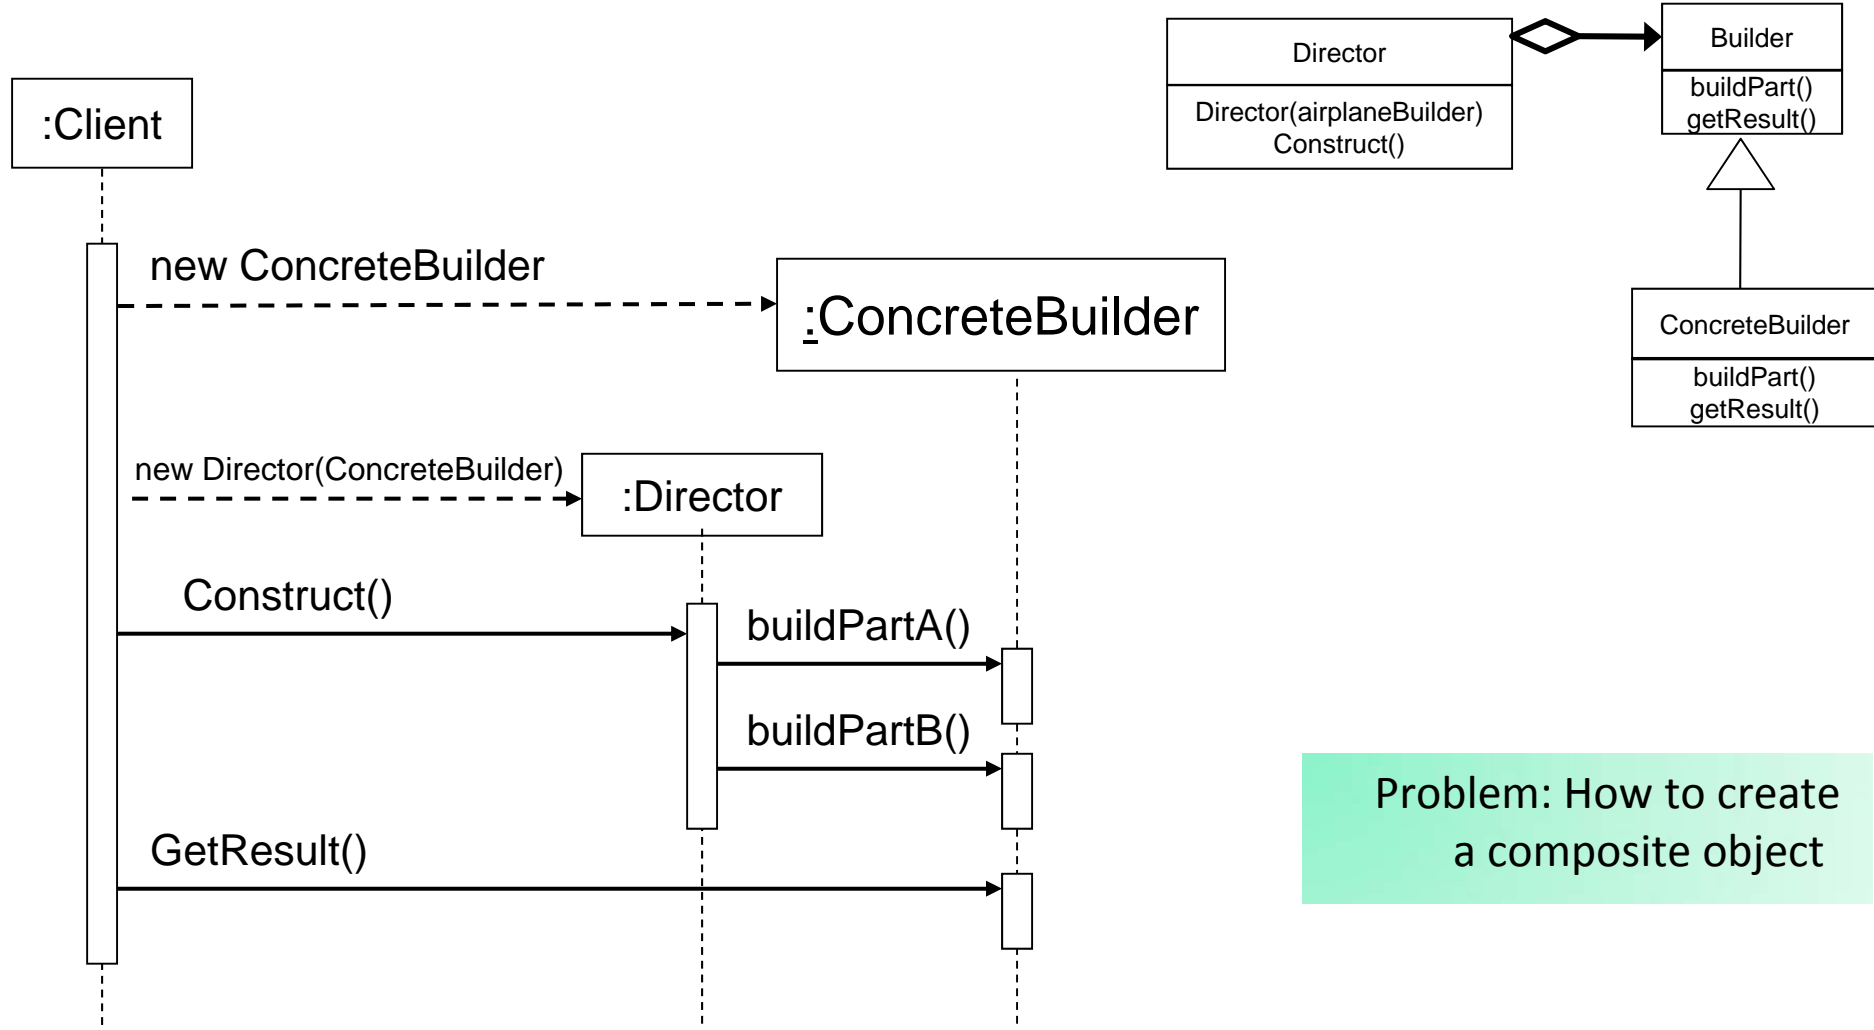 :Client
new ConcreteBuilder
:ConcreteBuilder
new Director(ConcreteBuilder)
:Director
Construct()
buildPartA()
buildPartB()
GetResult()
Director
Director(airplaneBuilder)
Construct()
Builder
buildPart()
getResult()
ConcreteBuilder
buildPart()
getResult()
Problem: How to create
a composite object